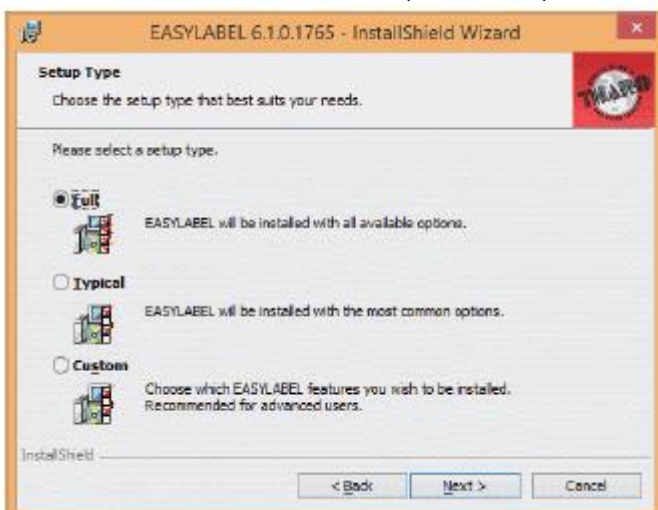 EASYLABEL 6.1.0.1765 - InstallShield Wizard
Setup Type
Choose the setup type that best suits your needs.
THARO
Please select a setup type.
Full
EASYLABEL will be installed with all available options.
Typical
EASYLABEL will be installed with the most common options.
Custom
Choose which EASYLABEL features you wish to be installed.
Recommended for advanced users.
InstallShield
< Back Next > Cancel